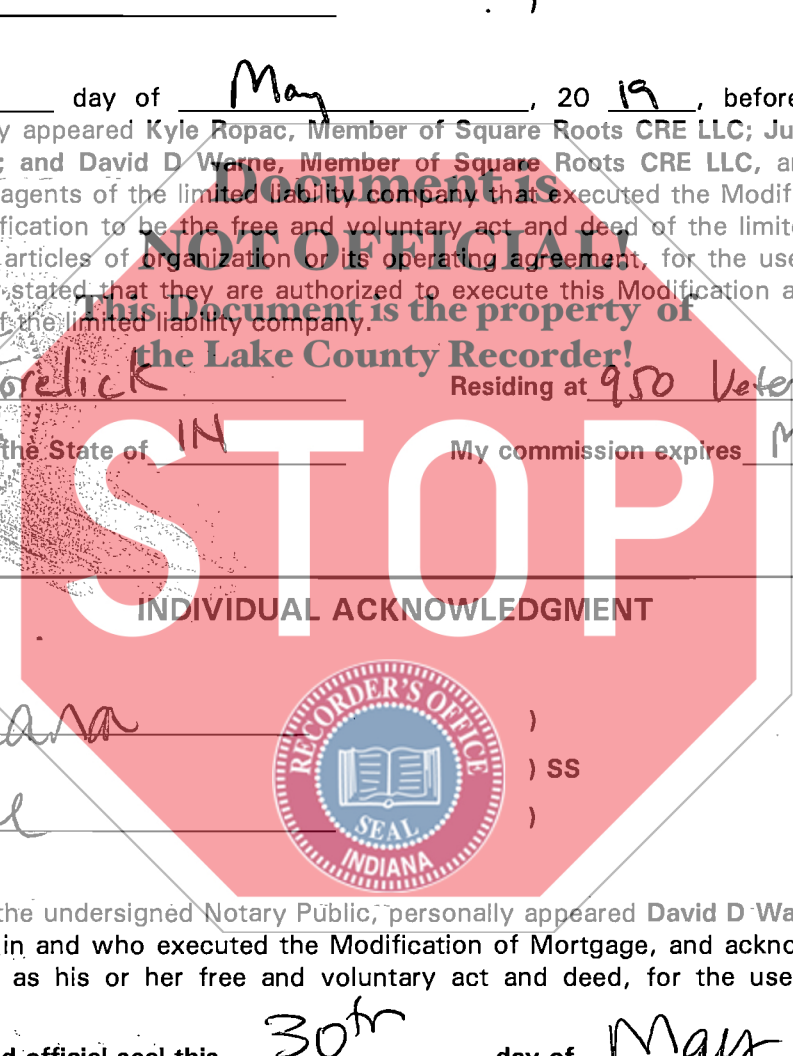 day of May, 20 19, before
y appeared Kyle Ropac, Member of Square Roots CRE LLC; Ju
; and David D Warne, Member of Square Roots CRE LLC, an
Document is
agents of the limited liability company that executed the Modif
fication to be the free and voluntary act and deed of the limite
NOT OFFICIAL!
articles of organization or its operating agreement, for the use
stated that they are authorized to execute this Modification a
This Document is the property of
f the limited liability company.
the Lake County Recorder!
orelick Residing at 950 Vete
the State of IN My commission expires M
STOP
INDIVIDUAL ACKNOWLEDGMENT
ana )
RECORDER'S OFFICE
) SS
SEAL
)
INDIANA
the undersigned Notary Public, personally appeared David D Wa
in and who executed the Modification of Mortgage, and ackno
as his or her free and voluntary act and deed, for the use
d official seal this 30th day of May